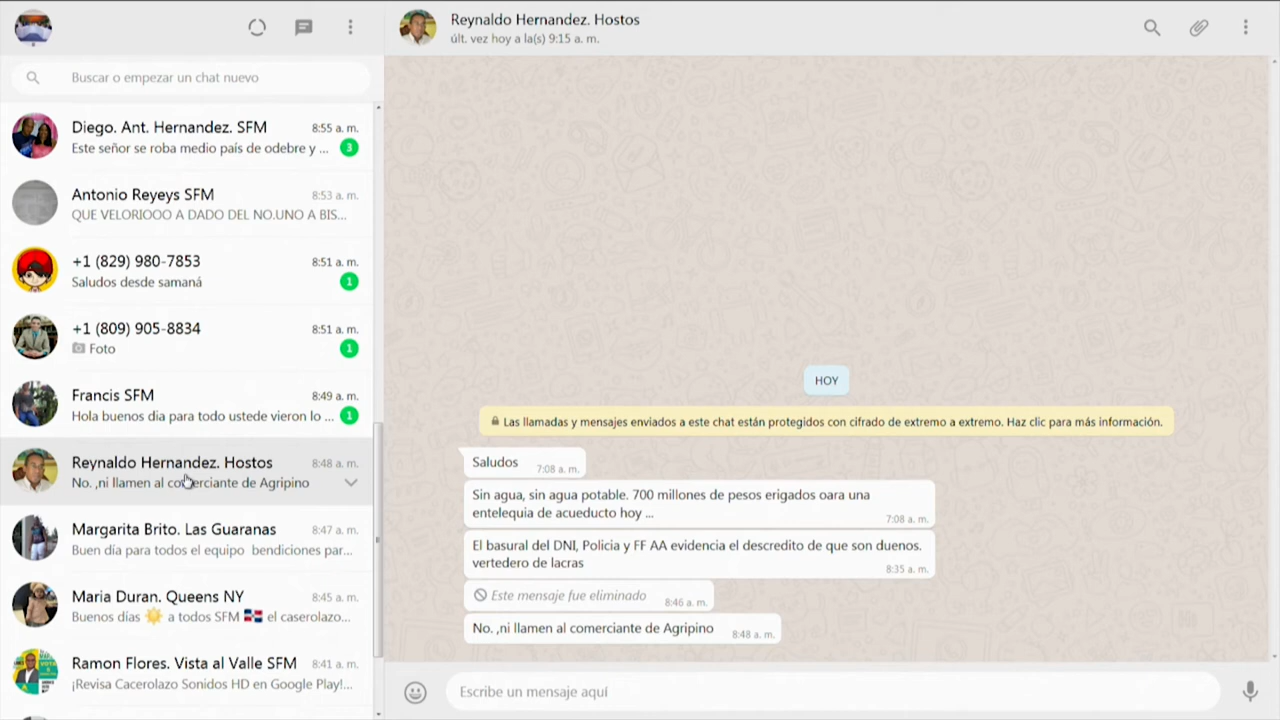 Buscar o empezar un chat nuevo
Diego. Ant. Hernandez. SFM 8:55 a. m.
Este señor se roba medio país de odebre y ... 3
Antonio Reyeys SFM 8:53 a. m.
QUE VELORIOOO A DADO DEL NO.UNO A BIS...
+1 (829) 980-7853 8:51 a. m.
Saludos desde samaná 1
+1 (809) 905-8834 8:51 a. m.
Foto 1
Francis SFM 8:49 a. m.
Hola buenos dia para todo ustede vieron lo ... 1
Reynaldo Hernandez. Hostos 8:48 a. m.
No. ,ni llamen al comerciante de Agripino
Margarita Brito. Las Guaranas 8:47 a. m.
Buen día para todos el equipo bendiciones par...
Maria Duran. Queens NY 8:45 a. m.
Buenos días ☀️ a todos SFM 🇩🇴 el caserolazo...
Ramon Flores. Vista al Valle SFM 8:41 a. m.
¡Revisa Cacerolazo Sonidos HD en Google Play!...
Reynaldo Hernandez. Hostos
últ. vez hoy a la(s) 9:15 a. m.
HOY
Las llamadas y mensajes enviados a este chat están protegidos con cifrado de extremo a extremo. Haz clic para más información.
Saludos 7:08 a. m.
Sin agua, sin agua potable. 700 millones de pesos erigados oara una
entelequia de acueducto hoy ...
7:08 a. m.
El basural del DNI, Policia y FF AA evidencia el descredito de que son duenos.
vertedero de lacras
8:35 a. m.
Este mensaje fue eliminado 8:46 a. m.
No. ,ni llamen al comerciante de Agripino 8:48 a. m.
Escribe un mensaje aquí